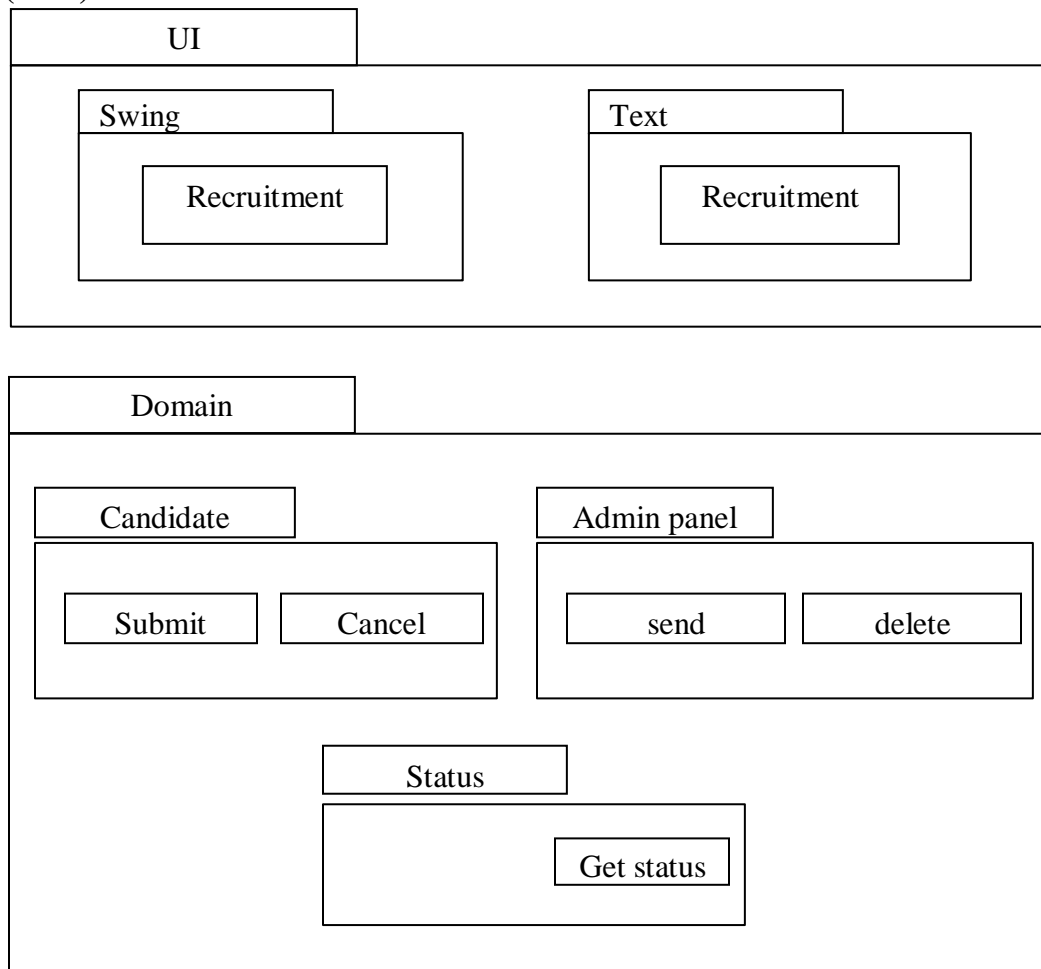 UI
Swing
Text
Recruitment
Recruitment
Domain
Candidate
Admin panel
Submit
Cancel
send
delete
Status
Get status